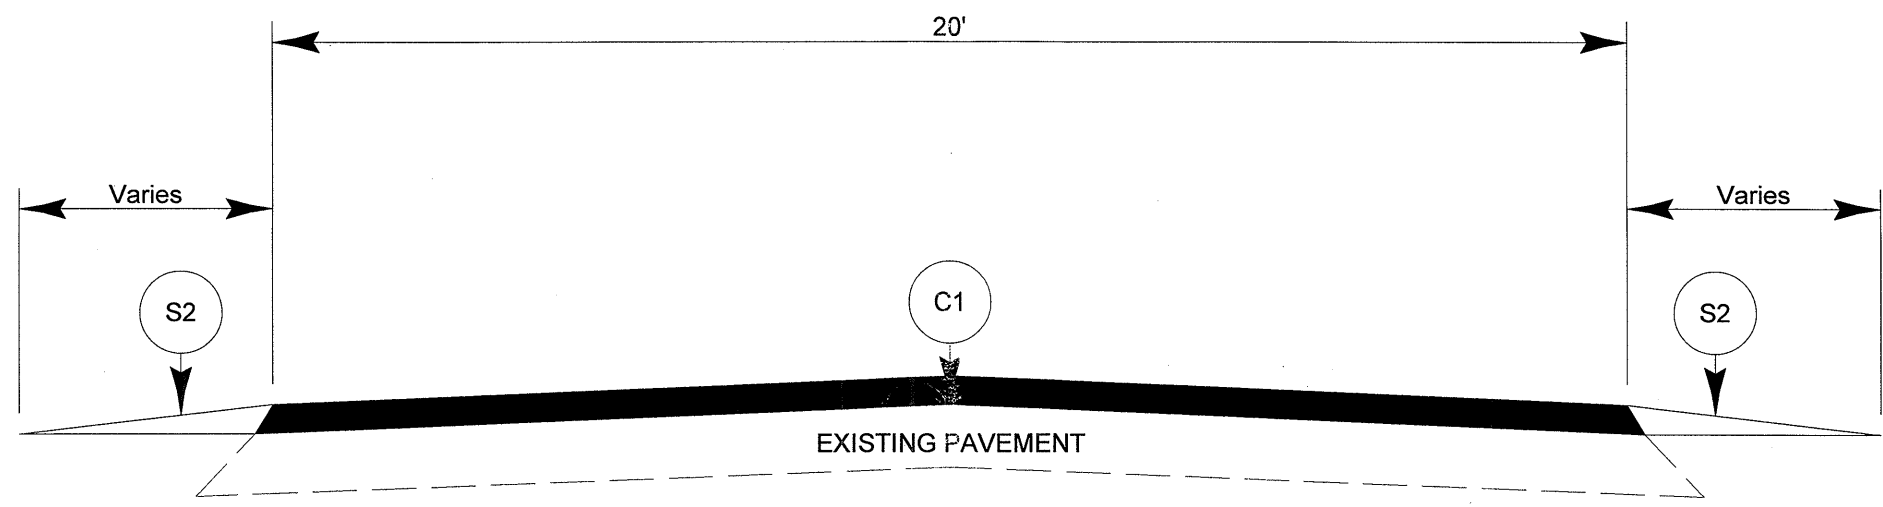 20'
Varies
Varies
S2
C1
S2
EXISTING PAVEMENT